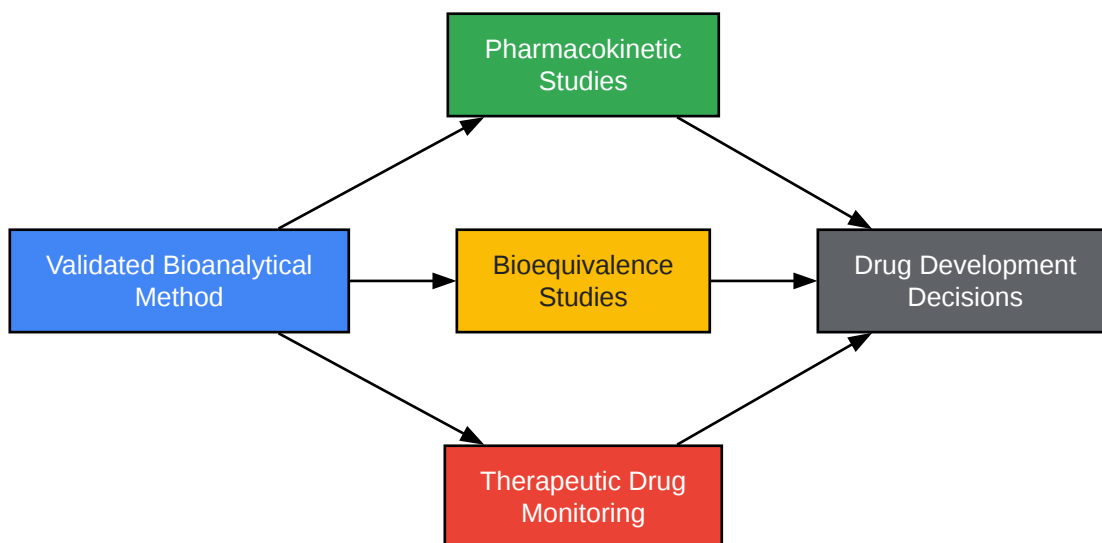 Pharmacokinetic
Studies
Validated Bioanalytical
Method
Bioequivalence
Studies
Drug Development
Decisions
Therapeutic Drug
Monitoring